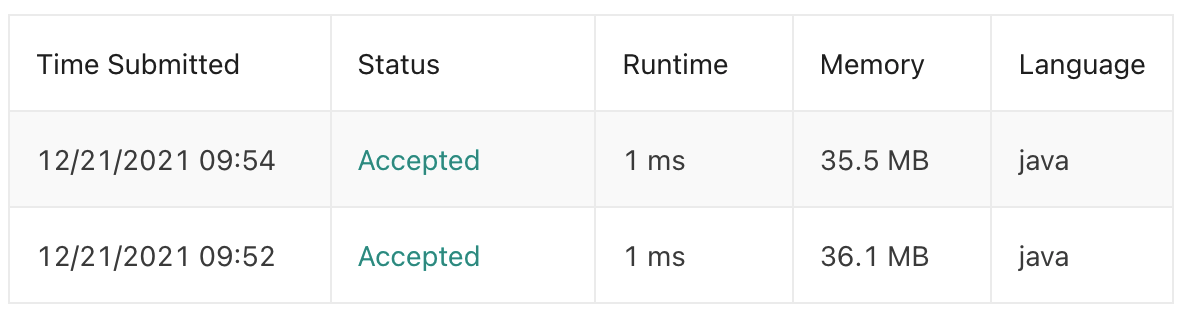 Time Submitted Status Runtime Memory Language
12/21/2021 09:54 Accepted 1 ms 35.5 MB java
12/21/2021 09:52 Accepted 1 ms 36.1 MB java